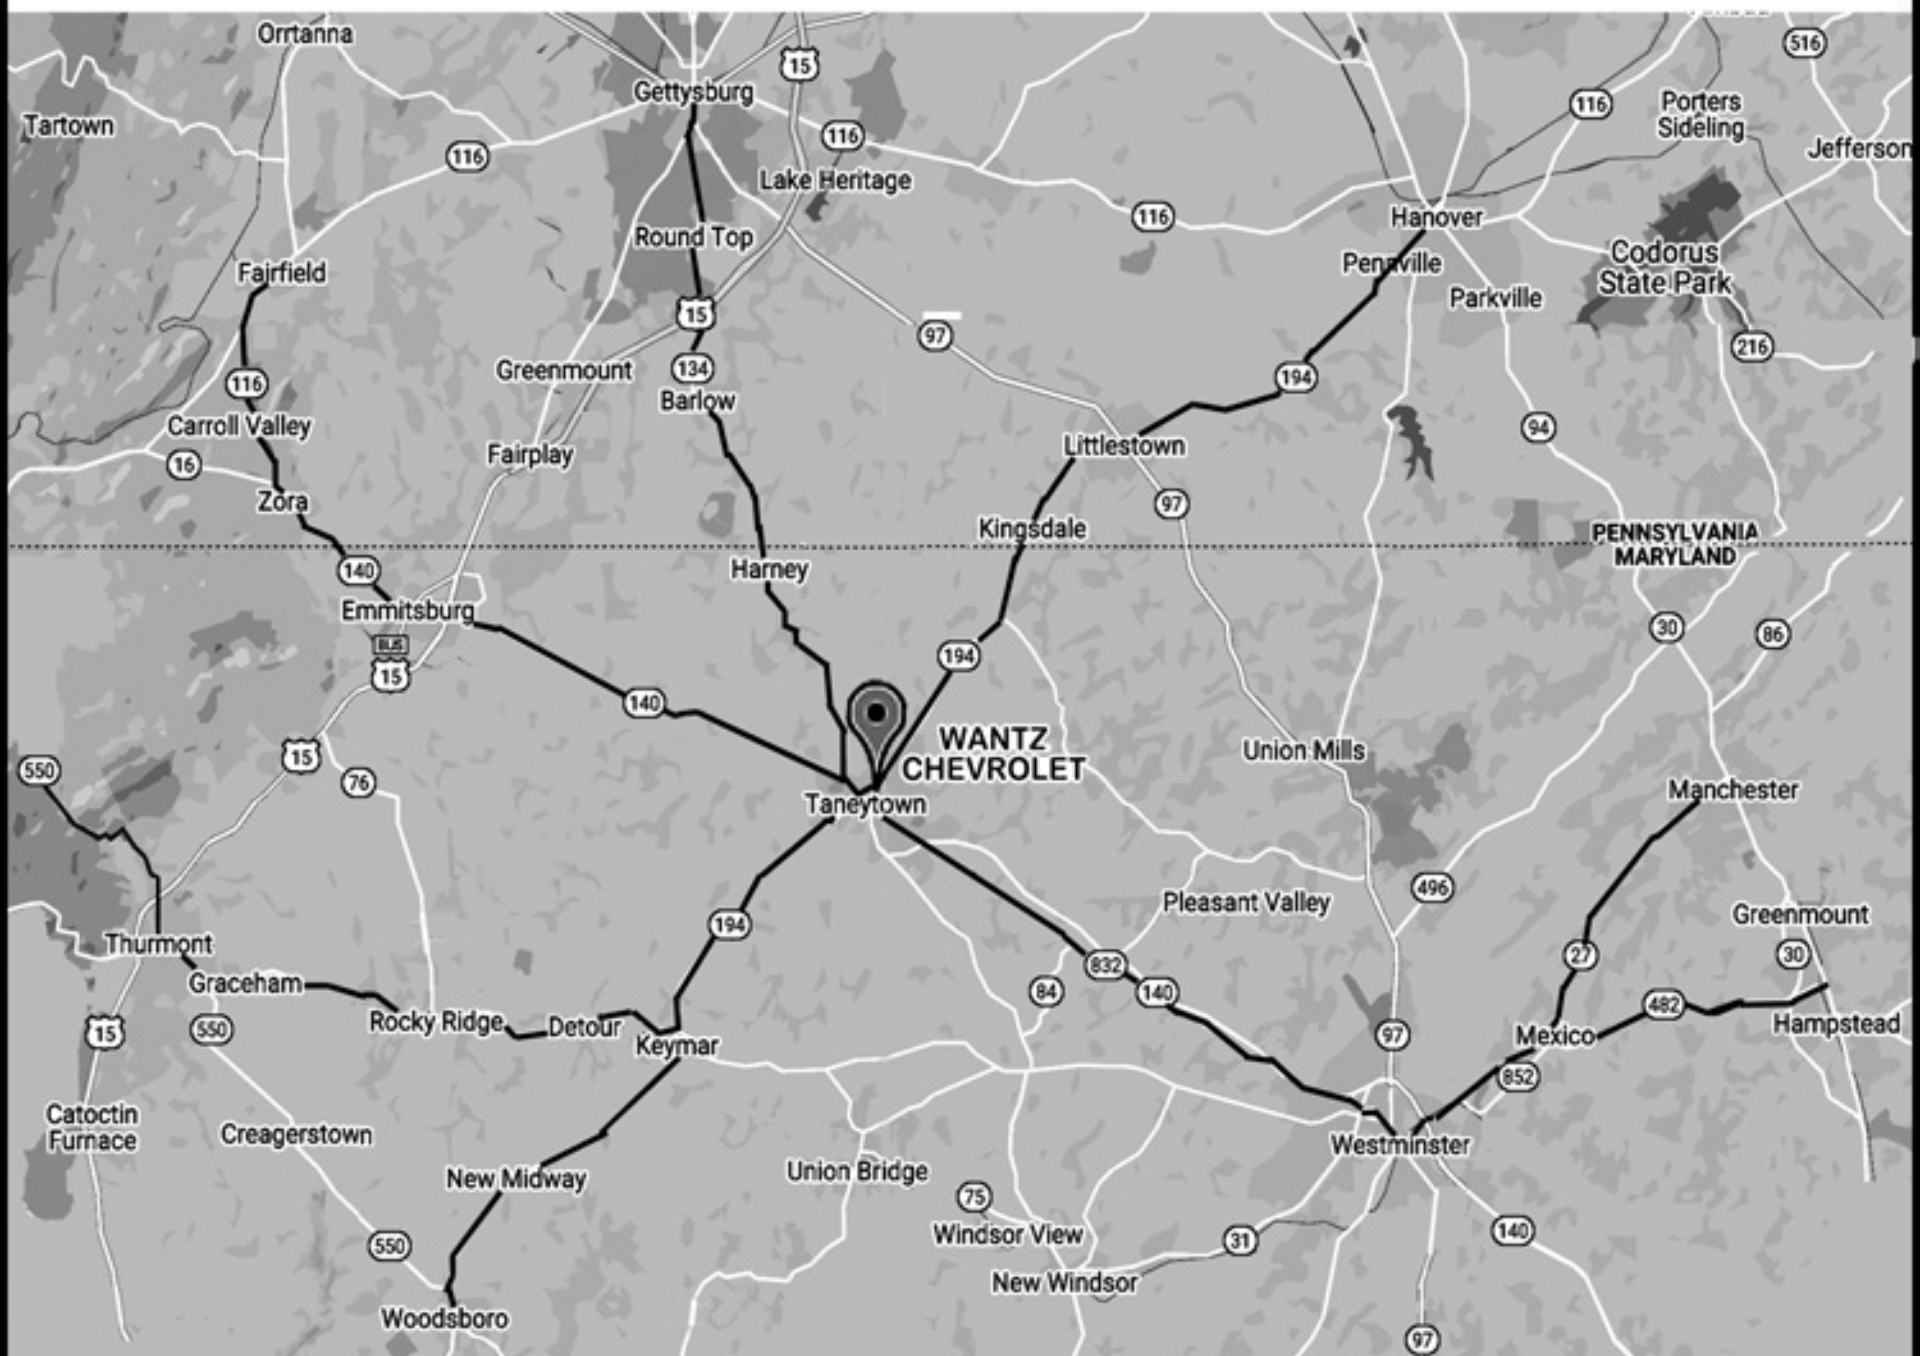 Orrtanna
516
15
Gettysburg
116
Porters
Sideling
Tartown
116
Jefferson
116
Lake Heritage
116
Hanover
Round Top
Codorus
State Park
Pennville
Fairfield
Parkville
15
97
216
Greenmount
134
194
116
Barlow
Carroll Valley
94
Littlestown
Fairplay
16
Zora
97
Kingsdale
PENNSYLVANIA
MARYLAND
140
Harney
Emmitsburg
30
86
BUS
15
194
140
WANTZ
CHEVROLET
Union Mills
15
550
76
Manchester
Taneytown
496
Pleasant Valley
Greenmount
194
Thurmont
27
30
832
Graceham
84
140
482
Rocky Ridge
Detour
Hampstead
15
550
97
Mexico
Keymar
852
Catoctin
Furnace
Creagerstown
Westminster
New Midway
Union Bridge
75
Windsor View
31
140
550
New Windsor
Woodsboro
97